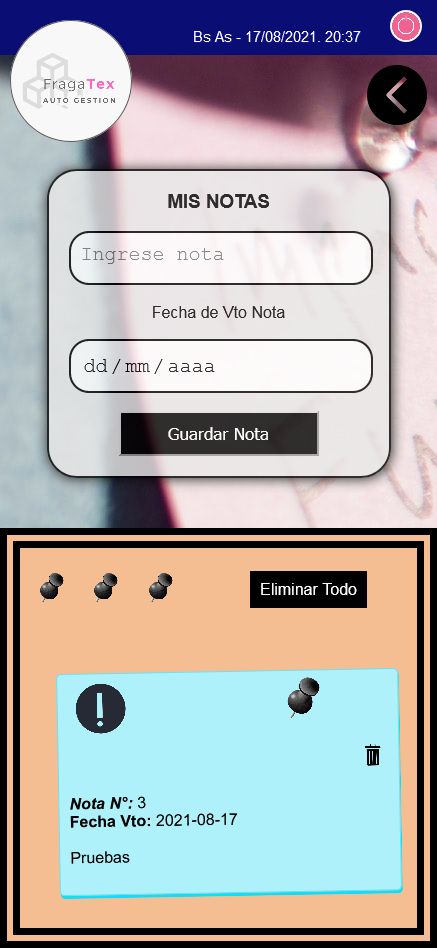 Bs As - 17/08/2021. 20:37
FragaTex
AUTO GESTION
MIS NOTAS
Ingrese nota
Fecha de Vto Nota
dd/mm/aaaa
Guardar Nota
Eliminar Todo
Nota N°: 3
Fecha Vto: 2021-08-17
Pruebas